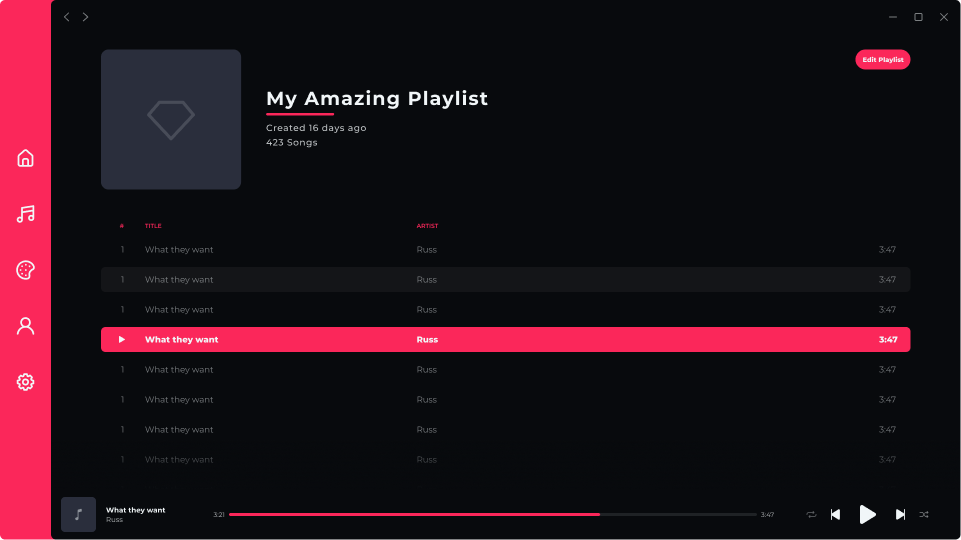 Edit Playlist
My Amazing Playlist
Created 16 days ago
423 Songs
# TITLE ARTIST
1 What they want Russ 3:47
1 What they want Russ 3:47
1 What they want Russ 3:47
What they want Russ 3:47
1 What they want Russ 3:47
1 What they want Russ 3:47
1 What they want Russ 3:47
1 What they want Russ 3:47
What they want
Russ
3:21 3:47